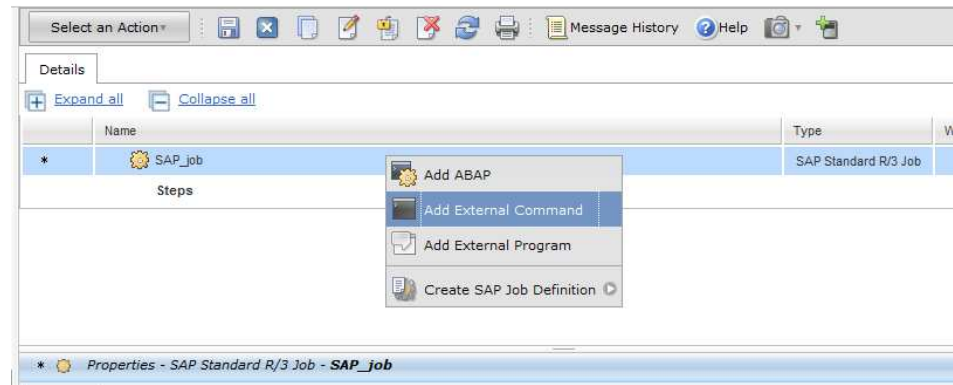 Select an Action Message History Help
Details
Expand all Collapse all
Name Type W
* SAP_job SAP Standard R/3 Job
Steps
Add ABAP
Add External Command
Add External Program
Create SAP Job Definition
* Properties - SAP Standard R/3 Job - SAP_job